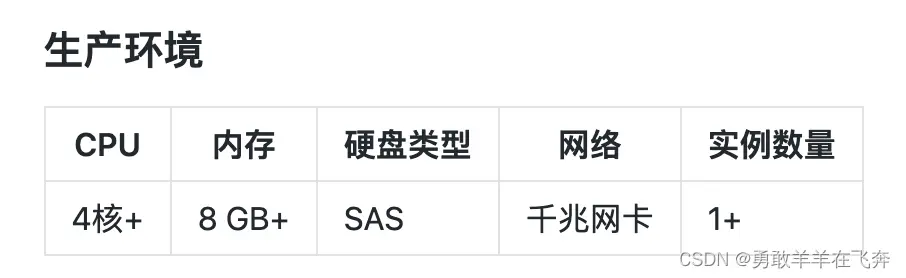 生产环境
CPU 内存 硬盘类型 网络 实例数量
4核+ 8 GB+ SAS 千兆网卡 1+
CSDN @勇敢羊羊在飞奔